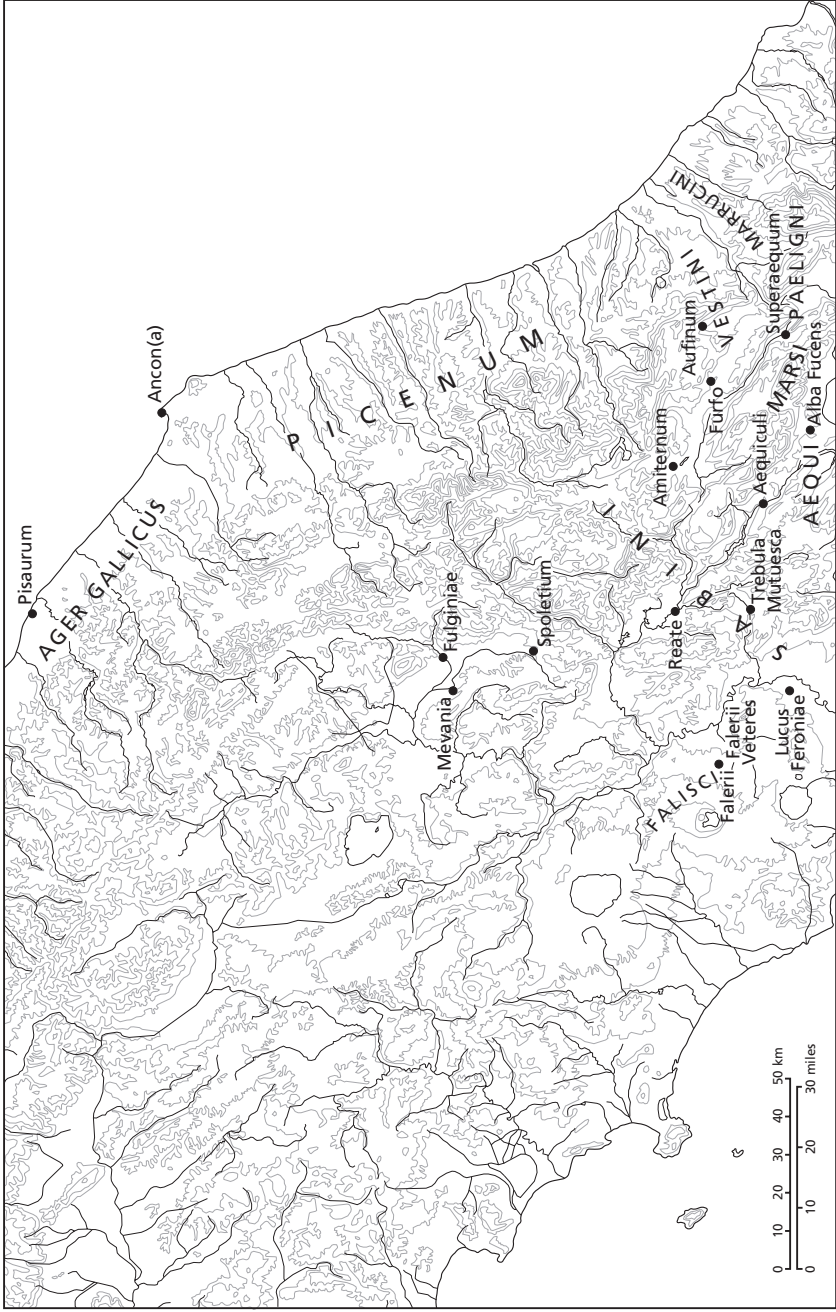 Pisaurum
AGER GALLICUS
Ancon(a)
PICENUM
Fulginiae
Mevania
Spoletium
SABINI
Reate
Amiternum
Aufinum
Furfo
VESTINI
MARRUCINI
Superaequum
PAELIGNI
MARSI
Alba Fucens
AEQUI
Aequiculi
Trebula
Mutuesca
FALISCI
Falerii
Falerii
Veteres
Lucus
Feroniae
0 10 20 30 40 50 km
0 10 20 30 miles